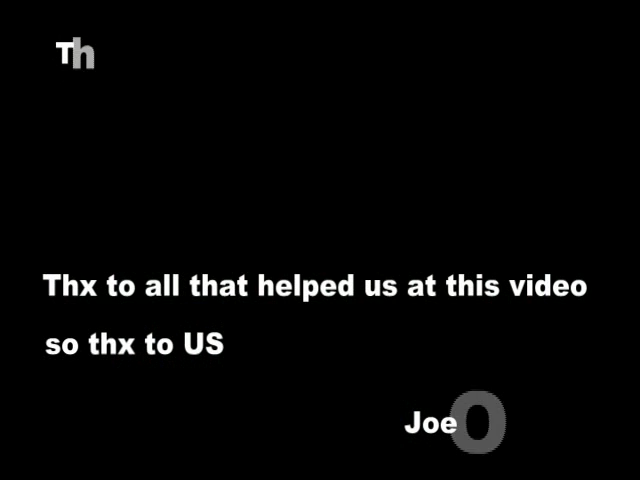 Th
Thx to all that helped us at this video
so thx to US
JoeO